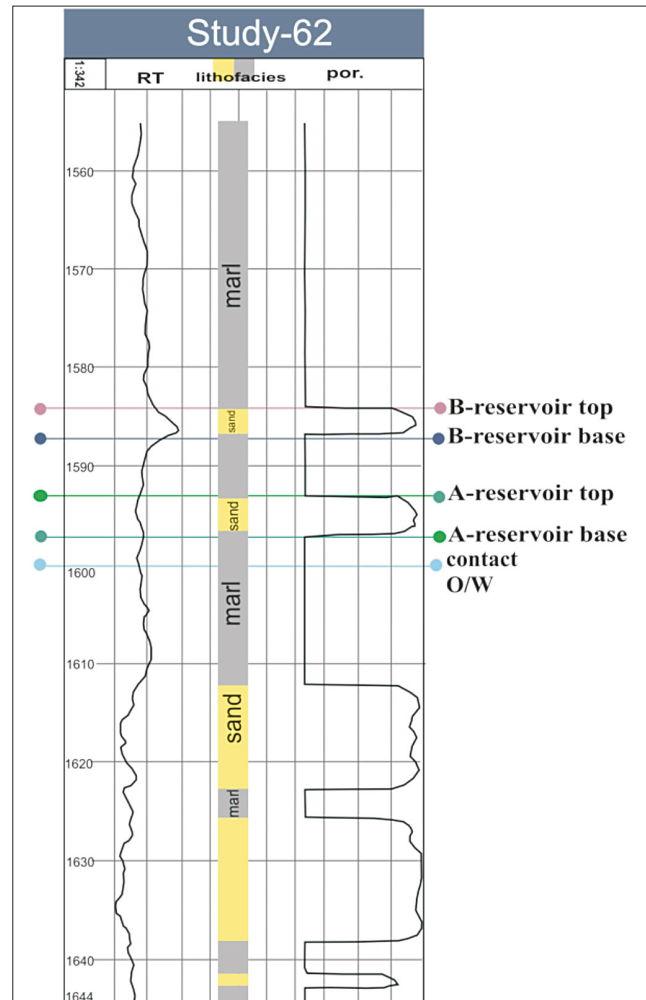 Study-62
1:342
RT
lithofacies
por.
1560
1570
marl
1580
B-reservoir top
sand
B-reservoir base
1590
A-reservoir top
sand
A-reservoir base
contact
O/W
1600
marl
1610
sand
1620
marl
1630
1640
1644